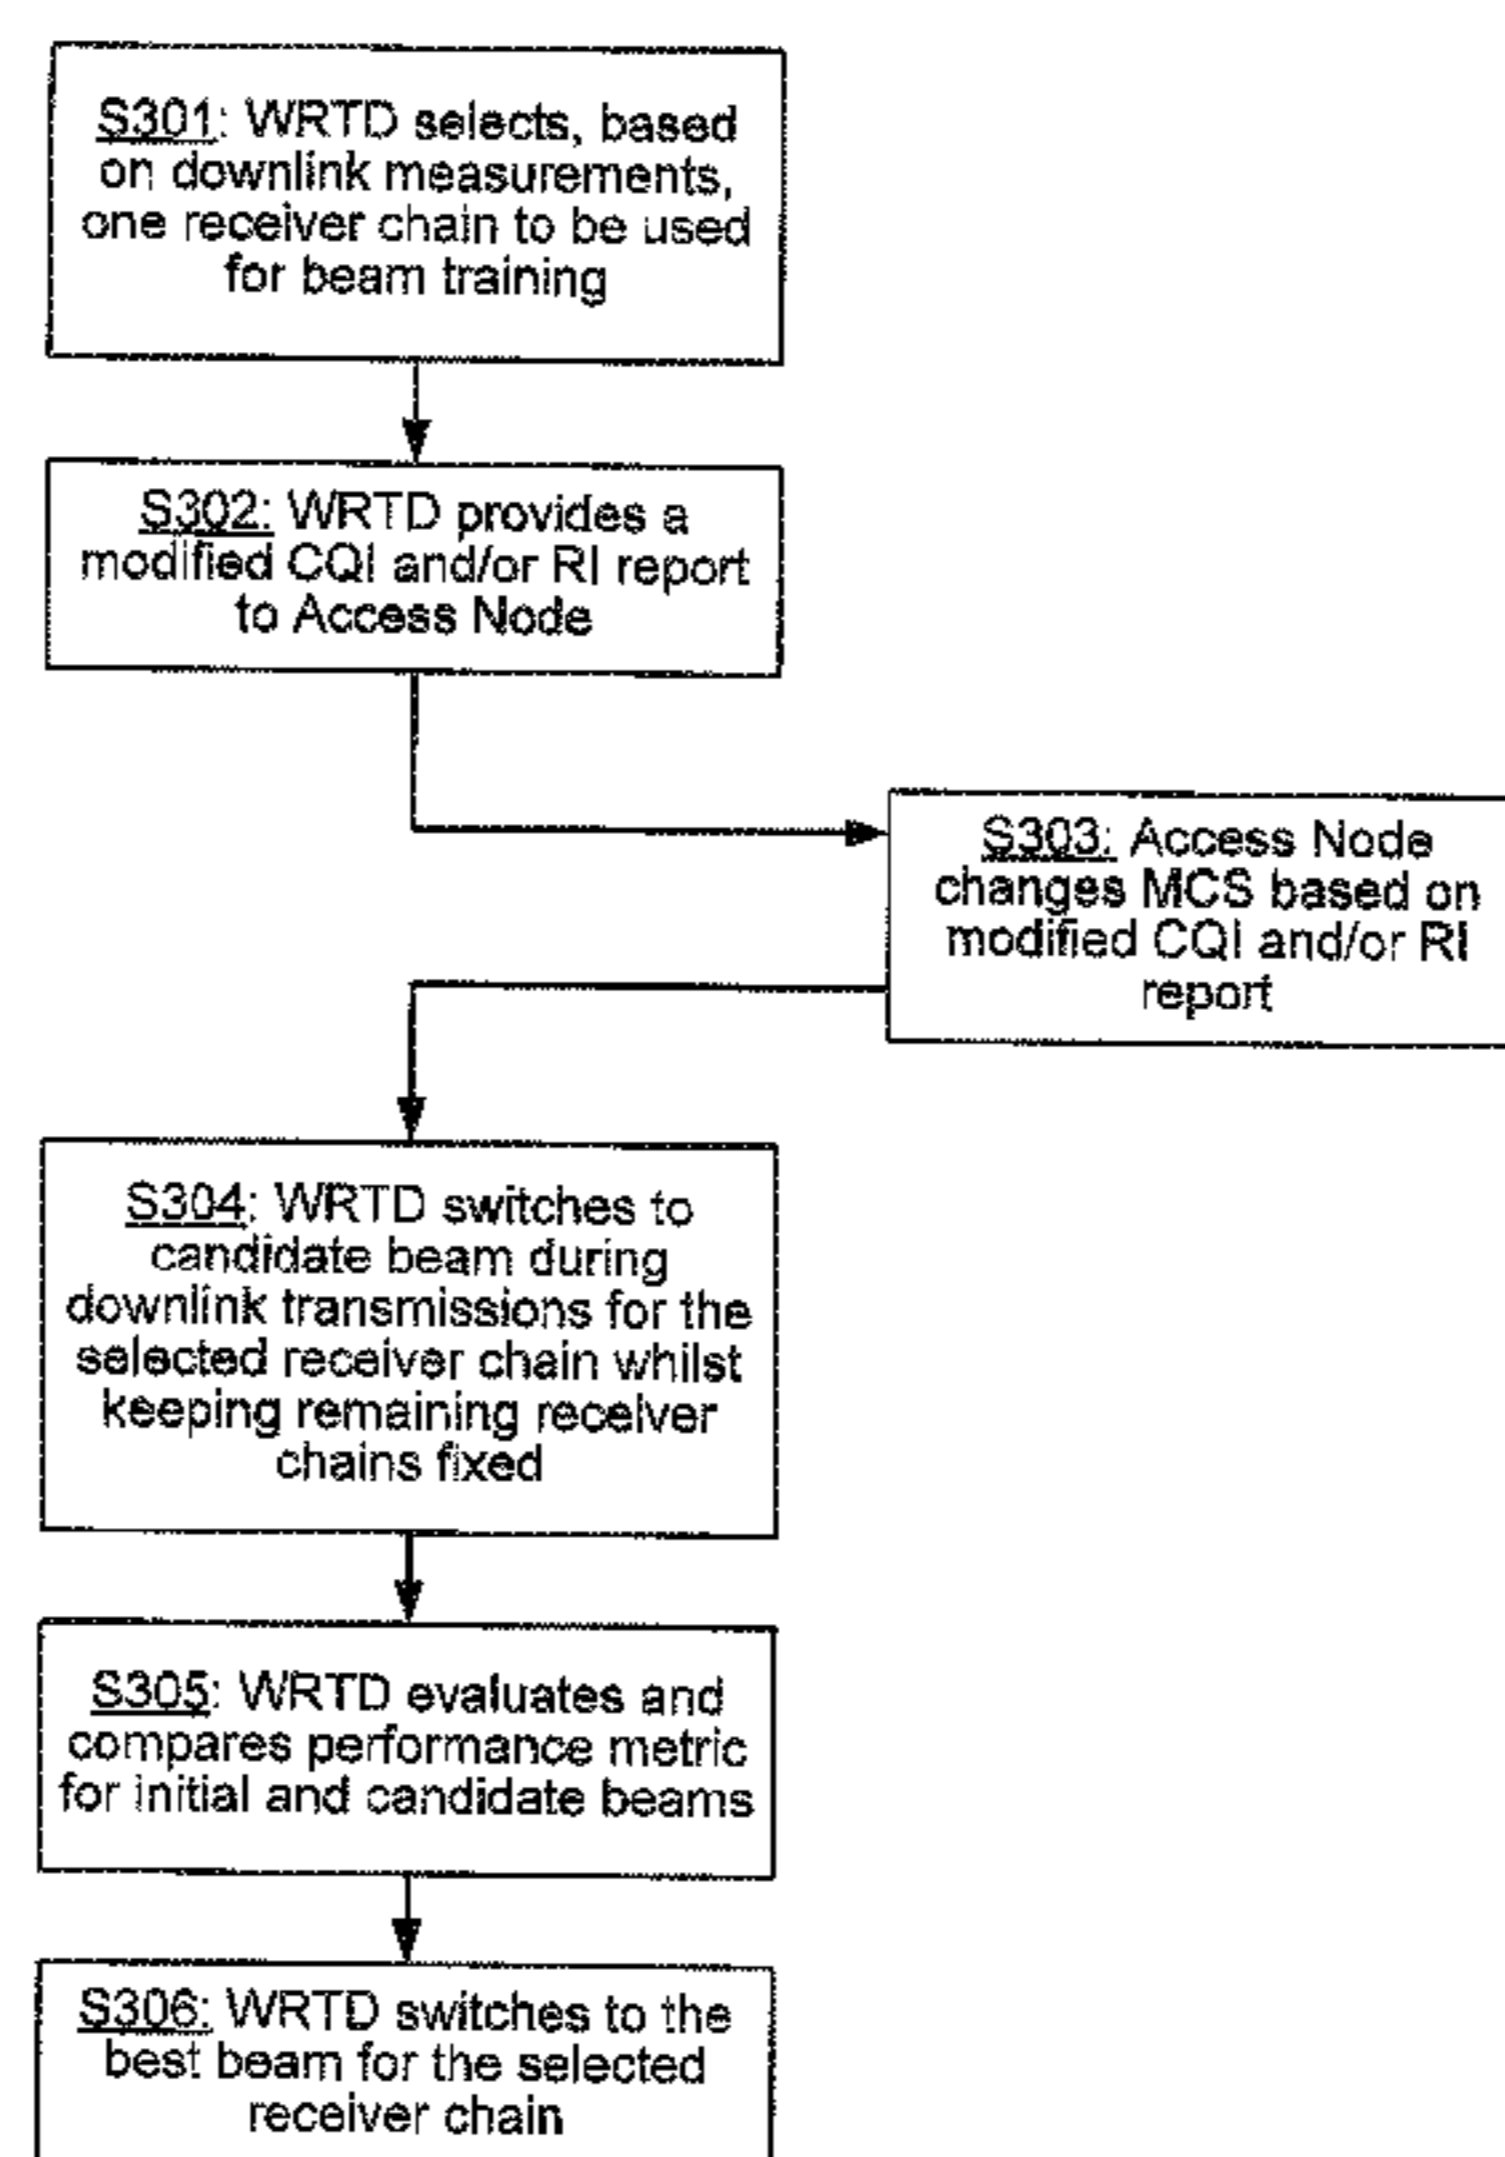 S301: WRTD selects, based
on downlink measurements,
one receiver chain to be used
for beam training
S302: WRTD provides a
modified CQI and/or RI report
to Access Node
S303: Access Node
changes MCS based on
modified CQI and/or RI
report
S304: WRTD switches to
candidate beam during
downlink transmissions for the
selected receiver chain whilst
keeping remaining receiver
chains fixed
S305: WRTD evaluates and
compares performance metric
for initial and candidate beams
S306: WRTD switches to the
best beam for the selected
receiver chain